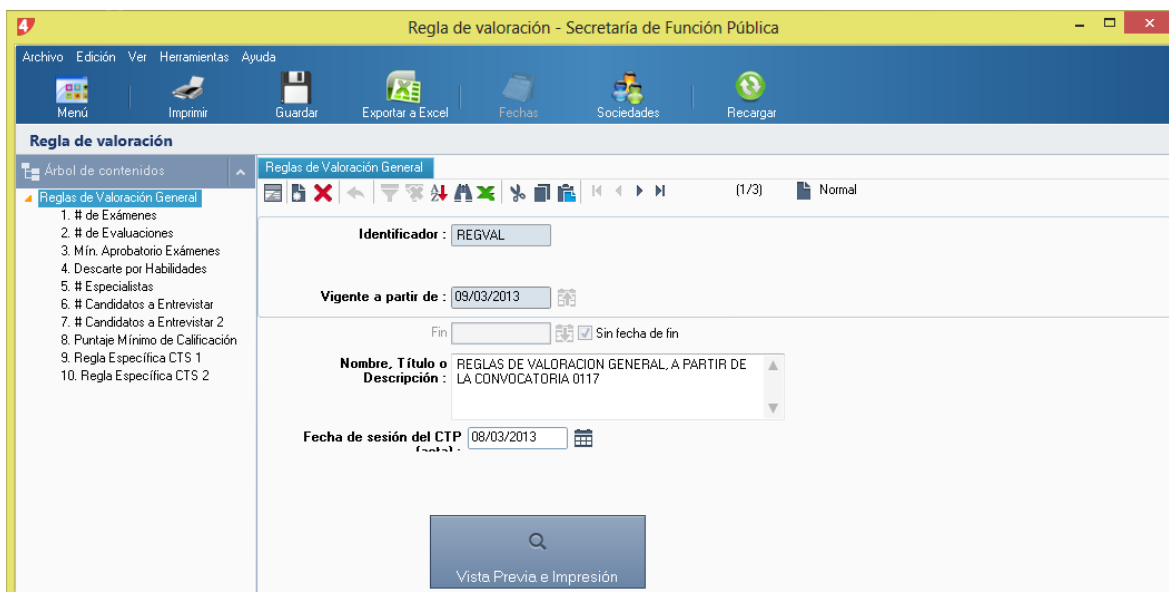 4
Regla de valoración - Secretaría de Función Pública
Archivo Edición Ver Herramientas Ayuda
Menú Imprimir Guardar Exportar a Excel Fechas Sociedades Recargar
Regla de valoración
Árbol de contenidos
Reglas de Valoración General
1. # de Exámenes
2. # de Evaluaciones
3. Mín. Aprobatorio Exámenes
4. Descarte por Habilidades
5. # Especialistas
6. # Candidatos a Entrevistar
7. # Candidatos a Entrevistar 2
8. Puntaje Mínimo de Calificación
9. Regla Específica CTS 1
10. Regla Específica CTS 2
Reglas de Valoración General
(1/3) Normal
Identificador : REGVAL
Vigente a partir de : 09/03/2013
Fin Sin fecha de fin
Nombre, Título o Descripción : REGLAS DE VALORACION GENERAL, A PARTIR DE
LA CONVOCATORIA 0117
Fecha de sesión del CTP 08/03/2013
(acta) :
Vista Previa e Impresión